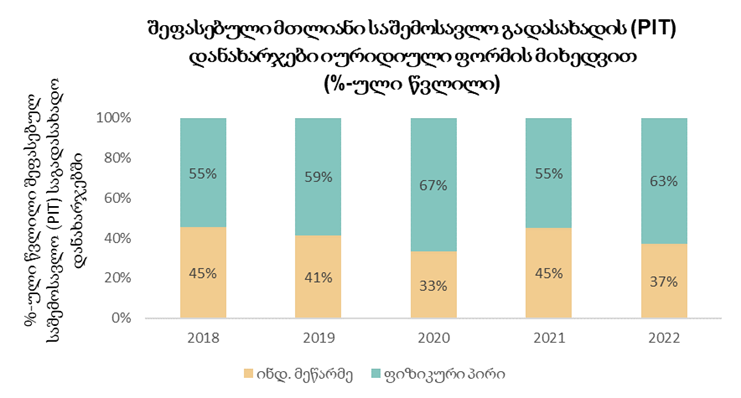 შეფასებული მთლიანი საშემოსავლო გადასახადის (PIT)
დანახარჯები იურიდიული ფორმის მიხედვით
(%-ული წვლილი)
%-ული წვლილი შეფასებულ
საშემოსავლო (PIT) საგადასახადო
დანახარჯებში
100%
80%
60%
40%
20%
0%
55%
59%
67%
55%
63%
45%
41%
33%
45%
37%
2018
2019
2020
2021
2022
ინდ. მეწარმე
ფიზიკური პირი